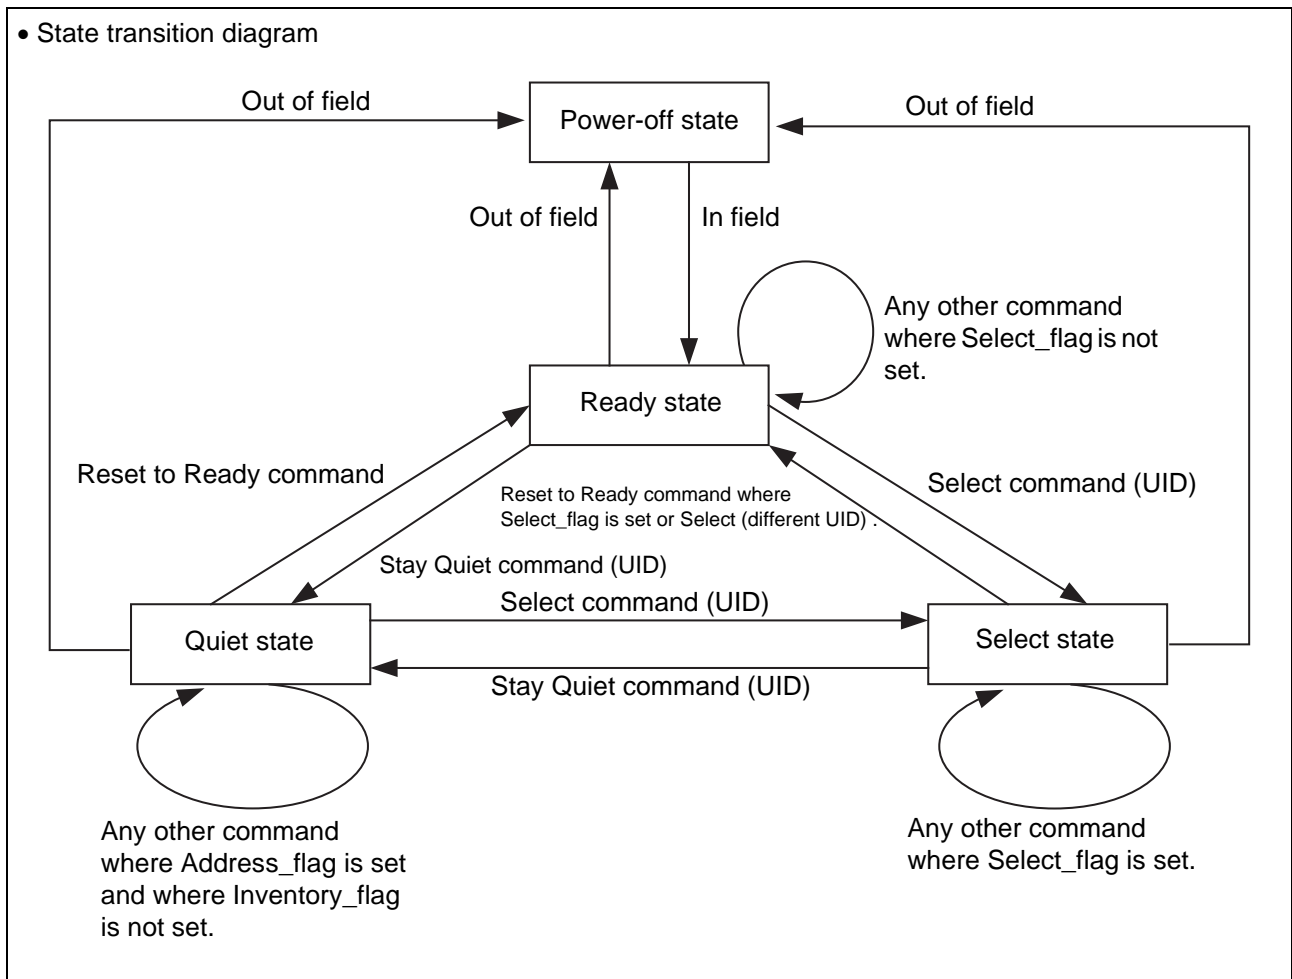 • State transition diagram
Out of field
Power-off state
Out of field
Out of field
In field
Any other command
where Select_flag is not
set.
Ready state
Reset to Ready command
Select command (UID)
Reset to Ready command where
Select_flag is set or Select (different UID) .
Stay Quiet command (UID)
Select command (UID)
Quiet state
Select state
Stay Quiet command (UID)
Any other command
where Address_flag is set
and where Inventory_flag
is not set.
Any other command
where Select_flag is set.